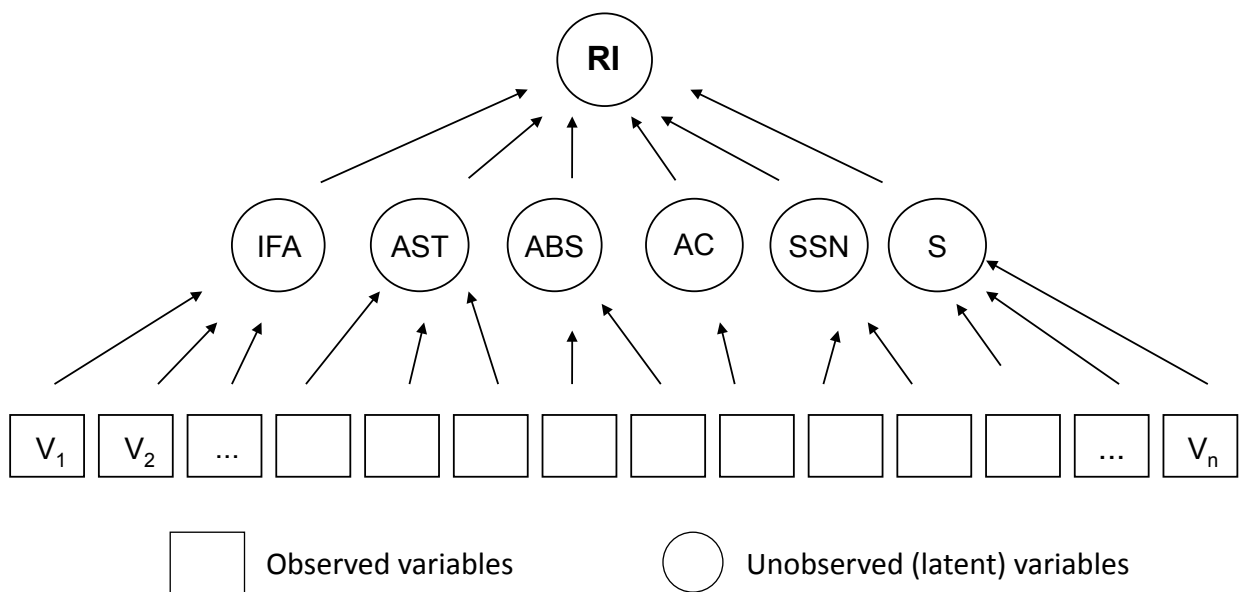 RI
IFA AST ABS AC SSN S
V1 V2 ... ... Vn
Observed variables Unobserved (latent) variables